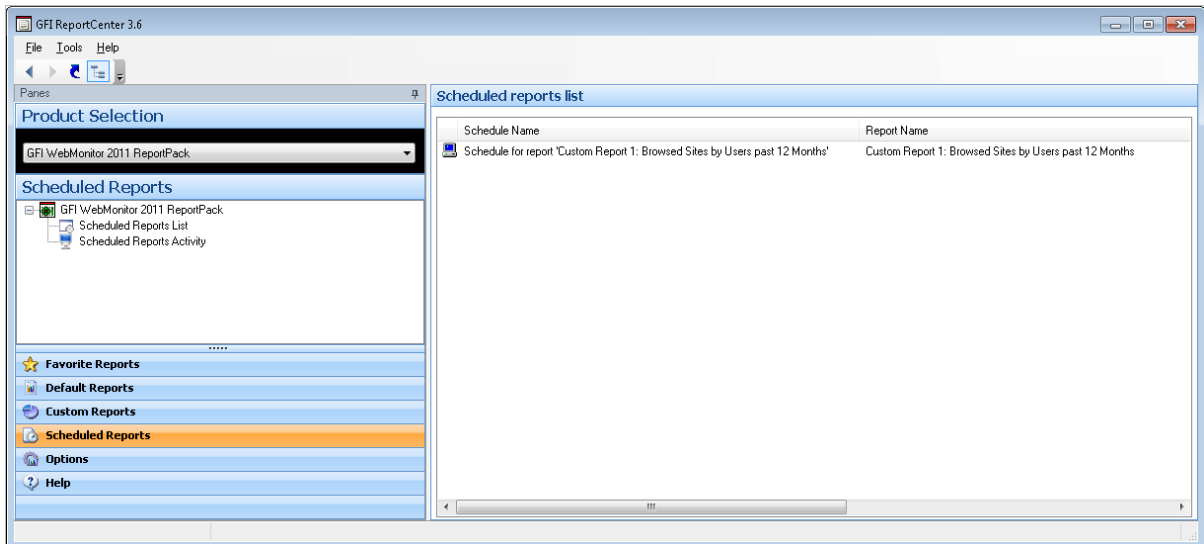 GFI ReportCenter 3.6
File Tools Help
Panes
Product Selection
GFI WebMonitor 2011 ReportPack
Scheduled Reports
GFI WebMonitor 2011 ReportPack
Scheduled Reports List
Scheduled Reports Activity
Favorite Reports
Default Reports
Custom Reports
Scheduled Reports
Options
Help
Scheduled reports list
Schedule Name Report Name
Schedule for report 'Custom Report 1: Browsed Sites by Users past 12 Months' Custom Report 1: Browsed Sites by Users past 12 Months